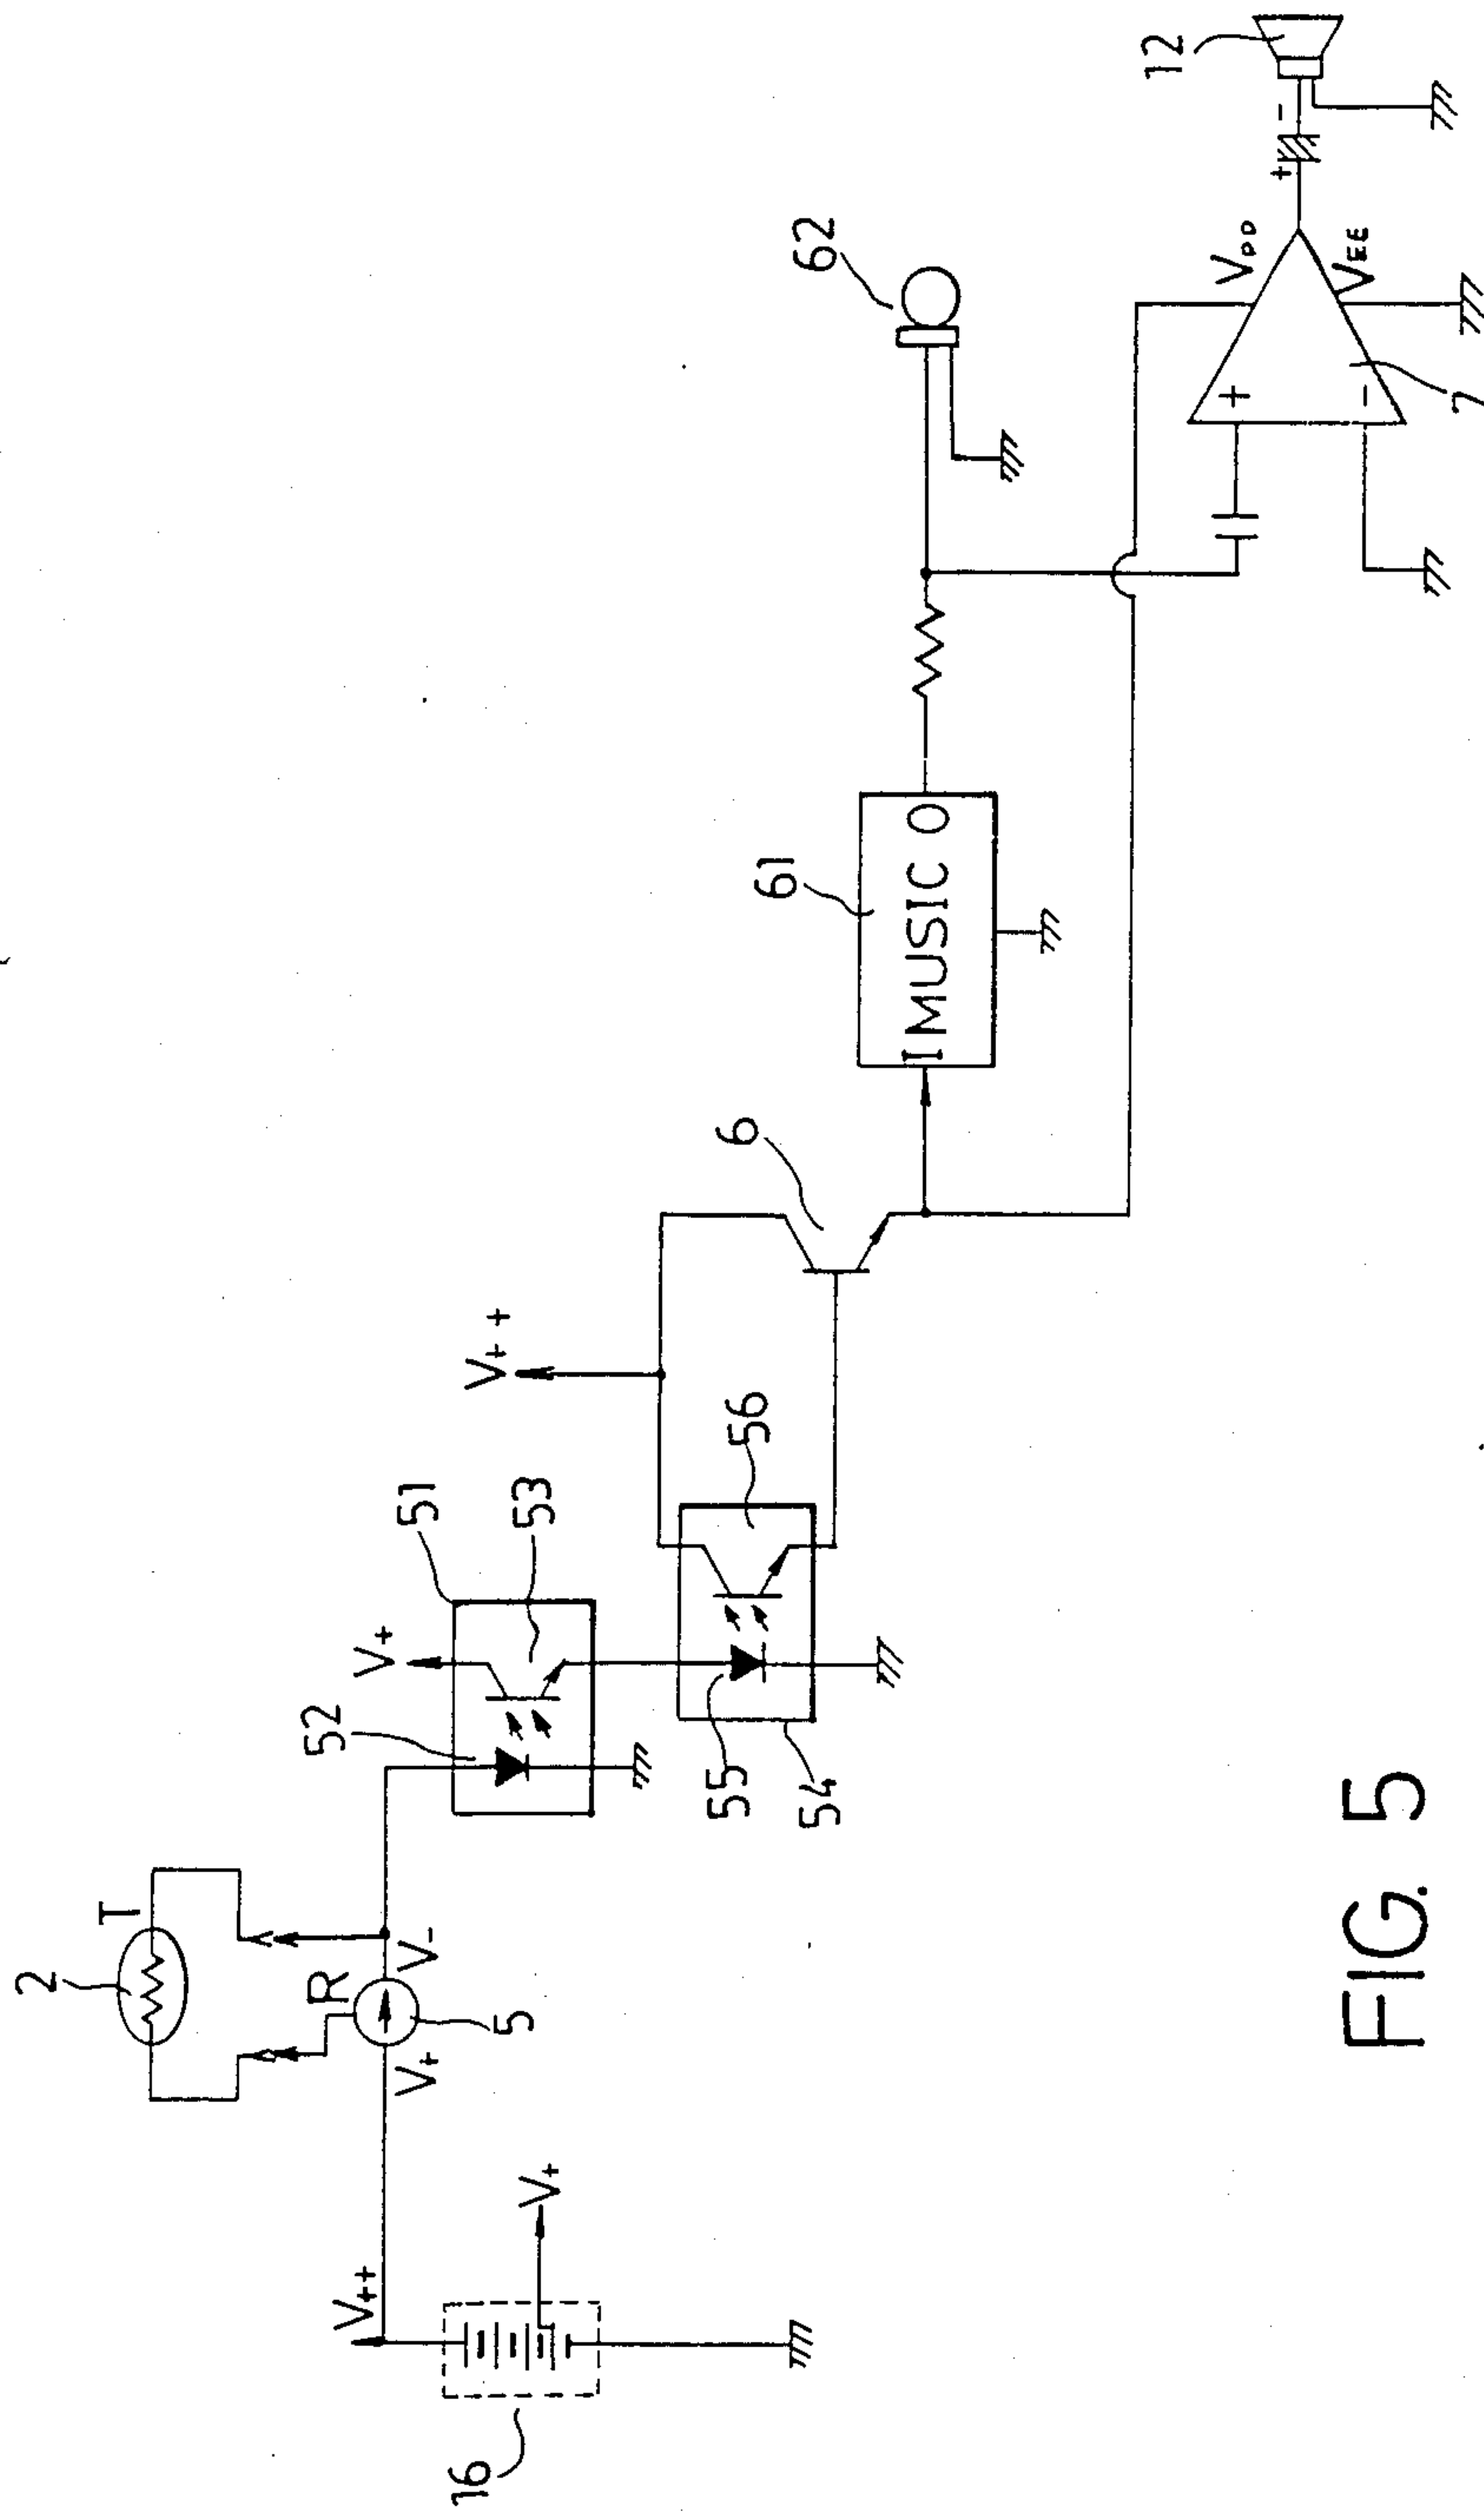 2
T
R
V-
5
V+
V++
V+
16
52
51
53
V+
55
54
56
V++
6
61
I MUSIC O
62
12
+
-
VDD
VEE
+
-
7
FIG. 5